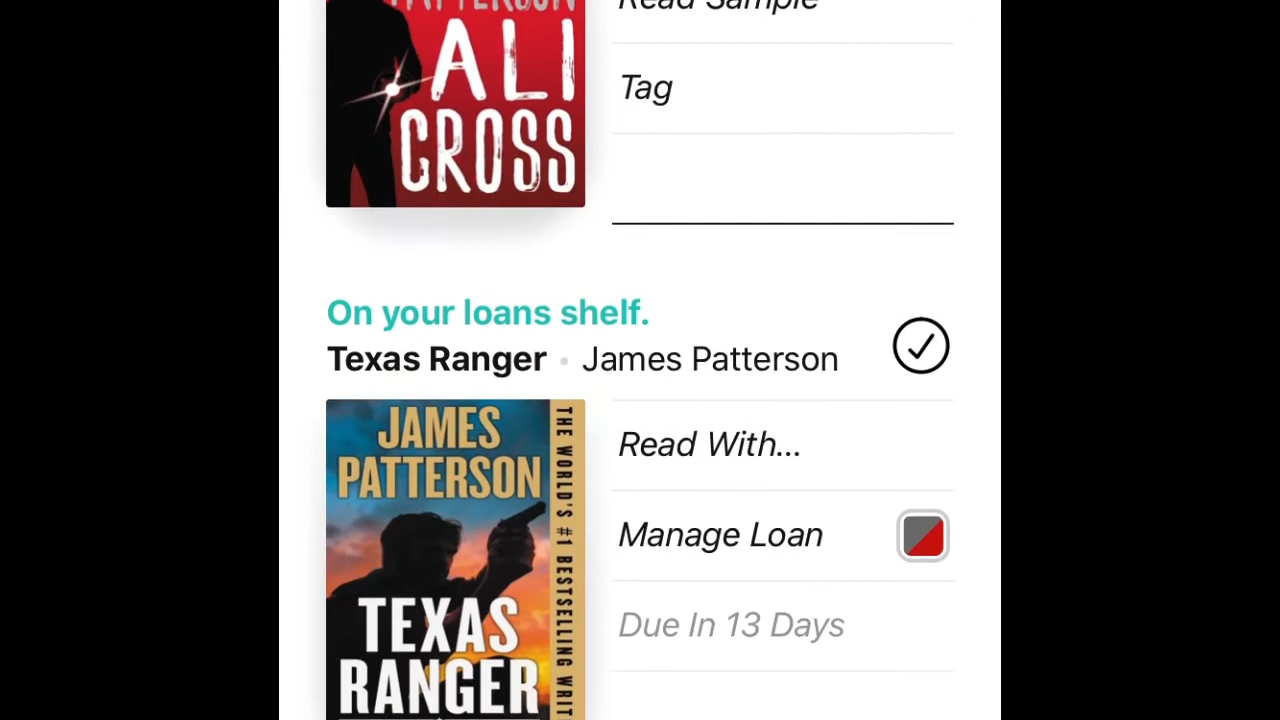 PATTERSON
ALI
CROSS
Read Sample
Tag
On your loans shelf.
Texas Ranger • James Patterson
JAMES
PATTERSON
TEXAS
RANGER
THE WORLD'S #1 BESTSELLING WRIT
Read With...
Manage Loan
Due In 13 Days